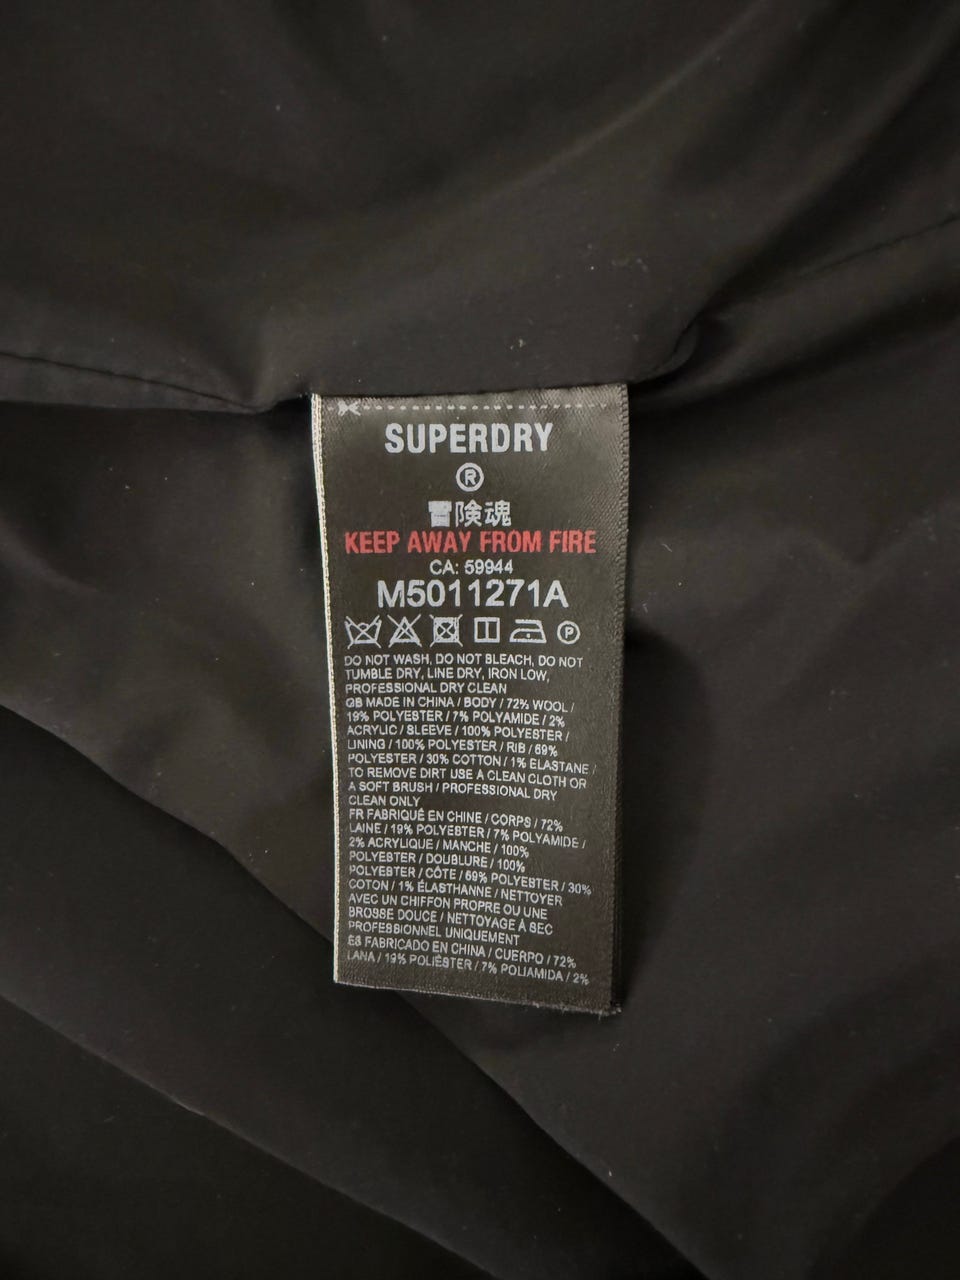 SUPERDRY
®
冒険魂
KEEP AWAY FROM FIRE
CA: 59944
M5011271A
P
DO NOT WASH, DO NOT BLEACH, DO NOT
TUMBLE DRY, LINE DRY, IRON LOW,
PROFESSIONAL DRY CLEAN
GB MADE IN CHINA / BODY / 72% WOOL /
19% POLYESTER / 7% POLYAMIDE / 2%
ACRYLIC / SLEEVE / 100% POLYESTER /
LINING / 100% POLYESTER / RIB / 69%
POLYESTER / 30% COTTON / 1% ELASTANE /
TO REMOVE DIRT USE A CLEAN CLOTH OR
A SOFT BRUSH / PROFESSIONAL DRY
CLEAN ONLY
FR FABRIQUÉ EN CHINE / CORPS / 72%
LAINE / 19% POLYESTER / 7% POLYAMIDE /
2% ACRYLIQUE / MANCHE / 100%
POLYESTER / DOUBLURE / 100%
POLYESTER / CÔTE / 69% POLYESTER / 30%
COTON / 1% ÉLASTHANNE / NETTOYER
AVEC UN CHIFFON PROPRE OU UNE
BROSSE DOUCE / NETTOYAGE À SEC
PROFESSIONNEL UNIQUEMENT
ES FABRICADO EN CHINA / CUERPO / 72%
LANA / 19% POLIÉSTER / 7% POLIAMIDA / 2%